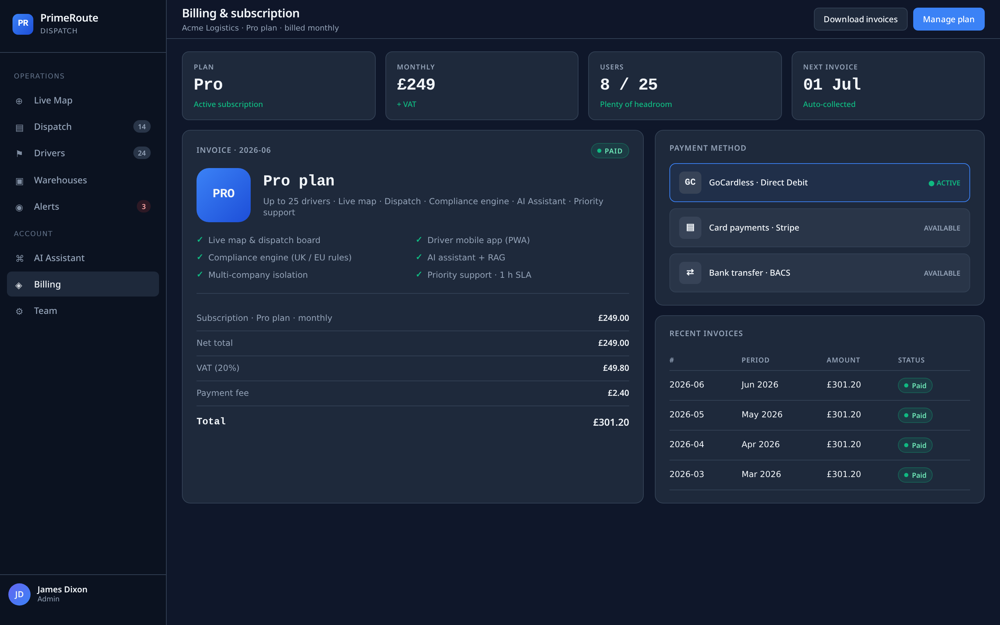 PR
PrimeRoute
DISPATCH
OPERATIONS
Live Map
Dispatch 14
Drivers 24
Warehouses
Alerts 3
ACCOUNT
AI Assistant
Billing
Team
JD
James Dixon
Admin
Billing & subscription
Acme Logistics · Pro plan · billed monthly
Download invoices
Manage plan
PLAN
Pro
Active subscription
MONTHLY
£249
+ VAT
USERS
8 / 25
Plenty of headroom
NEXT INVOICE
01 Jul
Auto-collected
INVOICE · 2026-06
PAID
PRO
Pro plan
Up to 25 drivers · Live map · Dispatch · Compliance engine · AI Assistant · Priority
support
✓ Live map & dispatch board
✓ Driver mobile app (PWA)
✓ Compliance engine (UK / EU rules)
✓ AI assistant + RAG
✓ Multi-company isolation
✓ Priority support · 1 h SLA
Subscription · Pro plan · monthly £249.00
Net total £249.00
VAT (20%) £49.80
Payment fee £2.40
Total £301.20
PAYMENT METHOD
GC GoCardless · Direct Debit ACTIVE
Card payments · Stripe AVAILABLE
Bank transfer · BACS AVAILABLE
RECENT INVOICES
# PERIOD AMOUNT STATUS
2026-06 Jun 2026 £301.20 Paid
2026-05 May 2026 £301.20 Paid
2026-04 Apr 2026 £301.20 Paid
2026-03 Mar 2026 £301.20 Paid